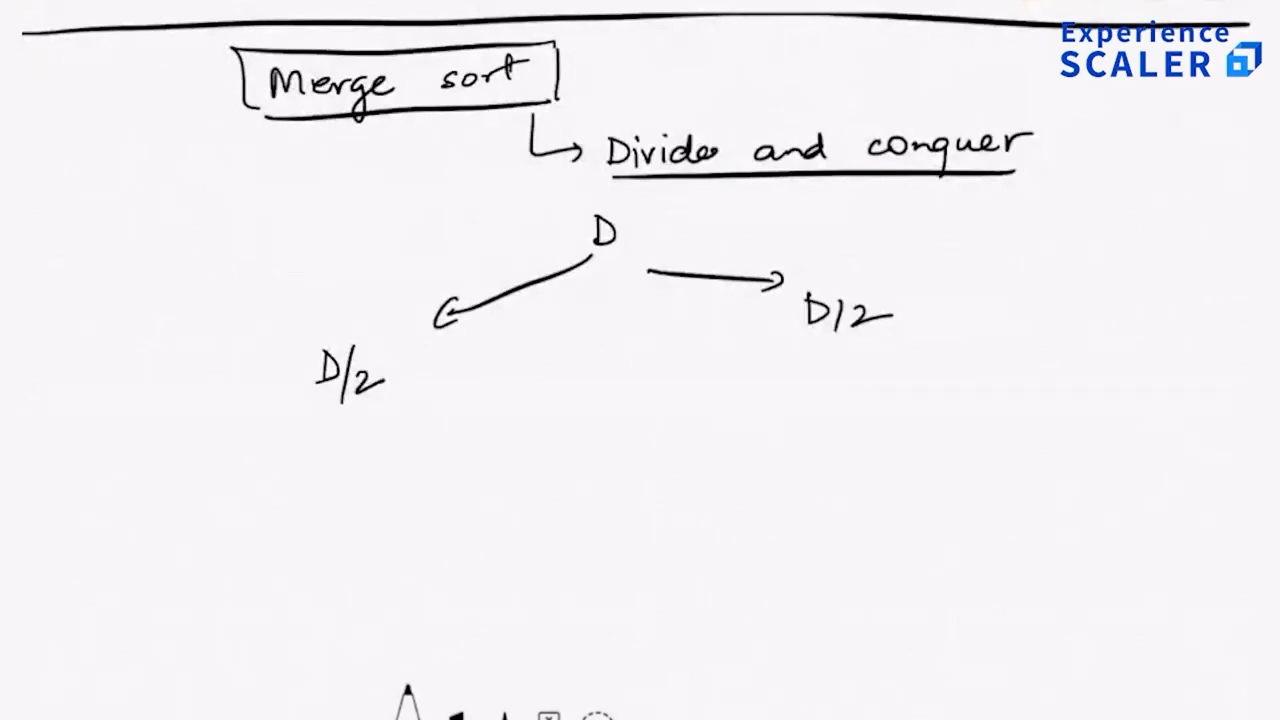 Experience
SCALER
Merge sort
Divide and conquer
D
D/2
D/2